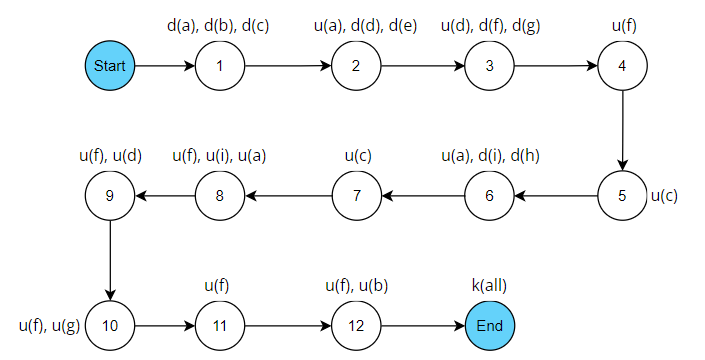 d(a), d(b), d(c)
u(a), d(d), d(e)
u(d), d(f), d(g)
u(f)
Start
1
2
3
4
u(f), u(d)
u(f), u(i), u(a)
u(c)
u(a), d(i), d(h)
9
8
7
6
5
u(c)
u(f)
u(f), u(b)
k(all)
u(f), u(g)
10
11
12
End